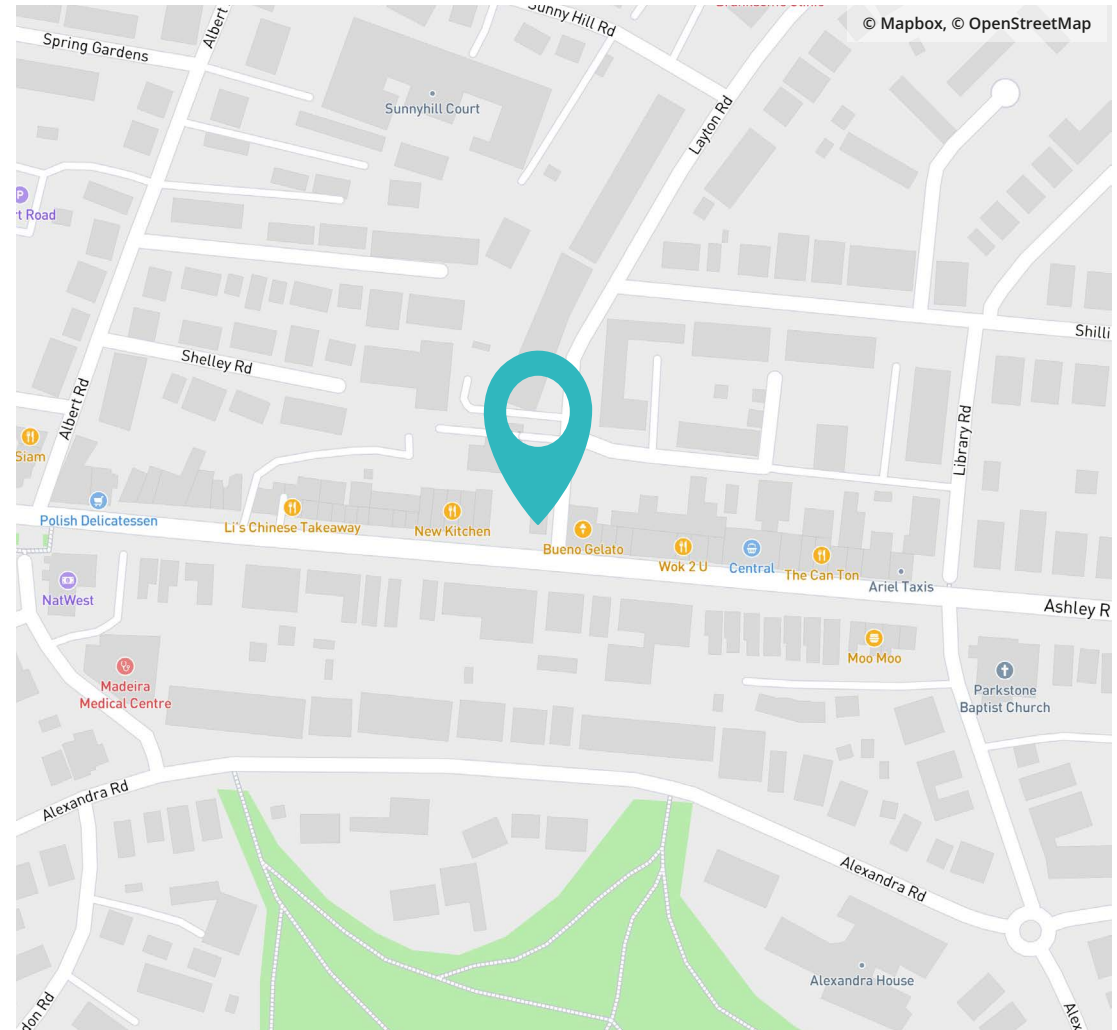 Sunny Hill Rd
© Mapbox, © OpenStreetMap
Albert
Spring Gardens
Sunnyhill Court
Layton Rd
P
rt Road
Shilli
Shelley Rd
Albert Rd
Library Rd
Siam
Polish Delicatessen
Li's Chinese Takeaway
New Kitchen
Bueno Gelato
Wok 2 U
Central
The Can Ton
Ariel Taxis
NatWest
Ashley R
Moo Moo
Madeira
Medical Centre
Parkstone
Baptist Church
Alexandra Rd
Alexandra Rd
Alexandra House
don Rd
Alex